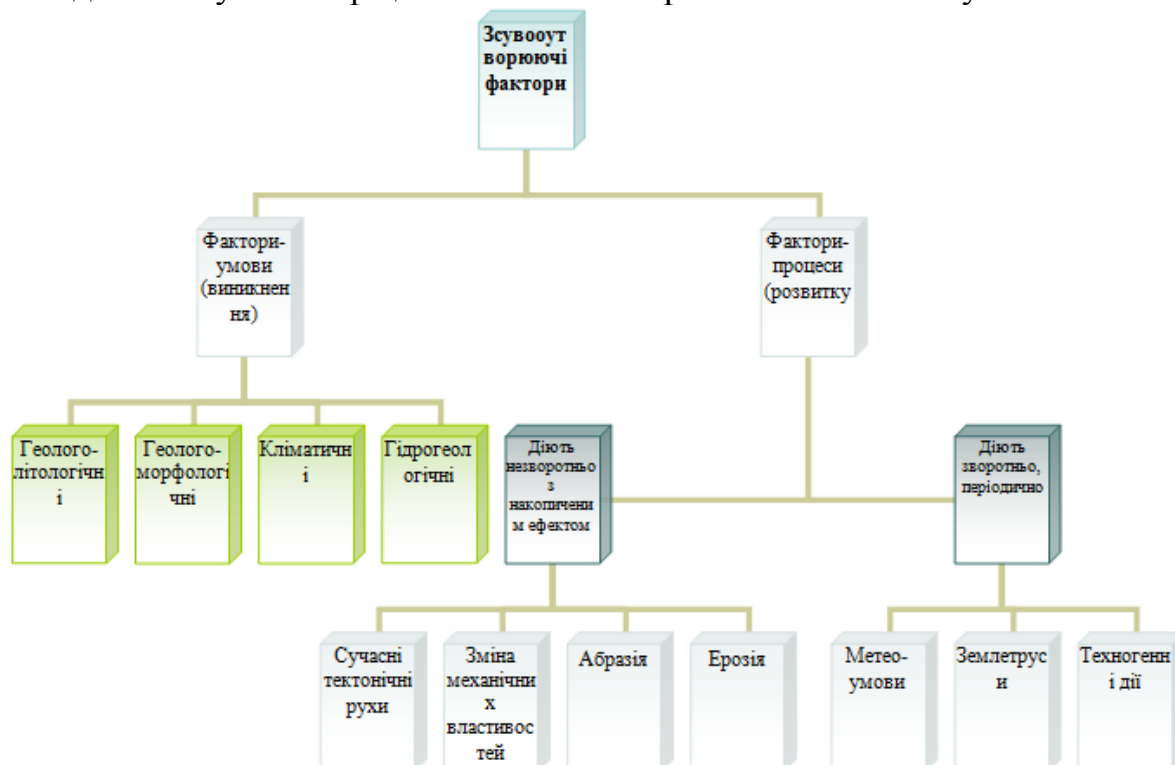 Зсувооут
ворюючі
фактори
Фактори-
умови
(виникнен
ня)
Фактори-
процеси
(розвитку
Геолого-
літологічн
і
Геолого-
морфологі
чні
Кліматичн
і
Гідрогеол
огічні
Діють
незворотньо
з
накопичени
м ефектом
Діють
зворотньо,
періодично
Сучасні
тектонічні
рухи
Зміна
механічни
х
властивос
тей
Абразія
Ерозія
Метео-
умови
Землетрус
и
Техногенн
і дії